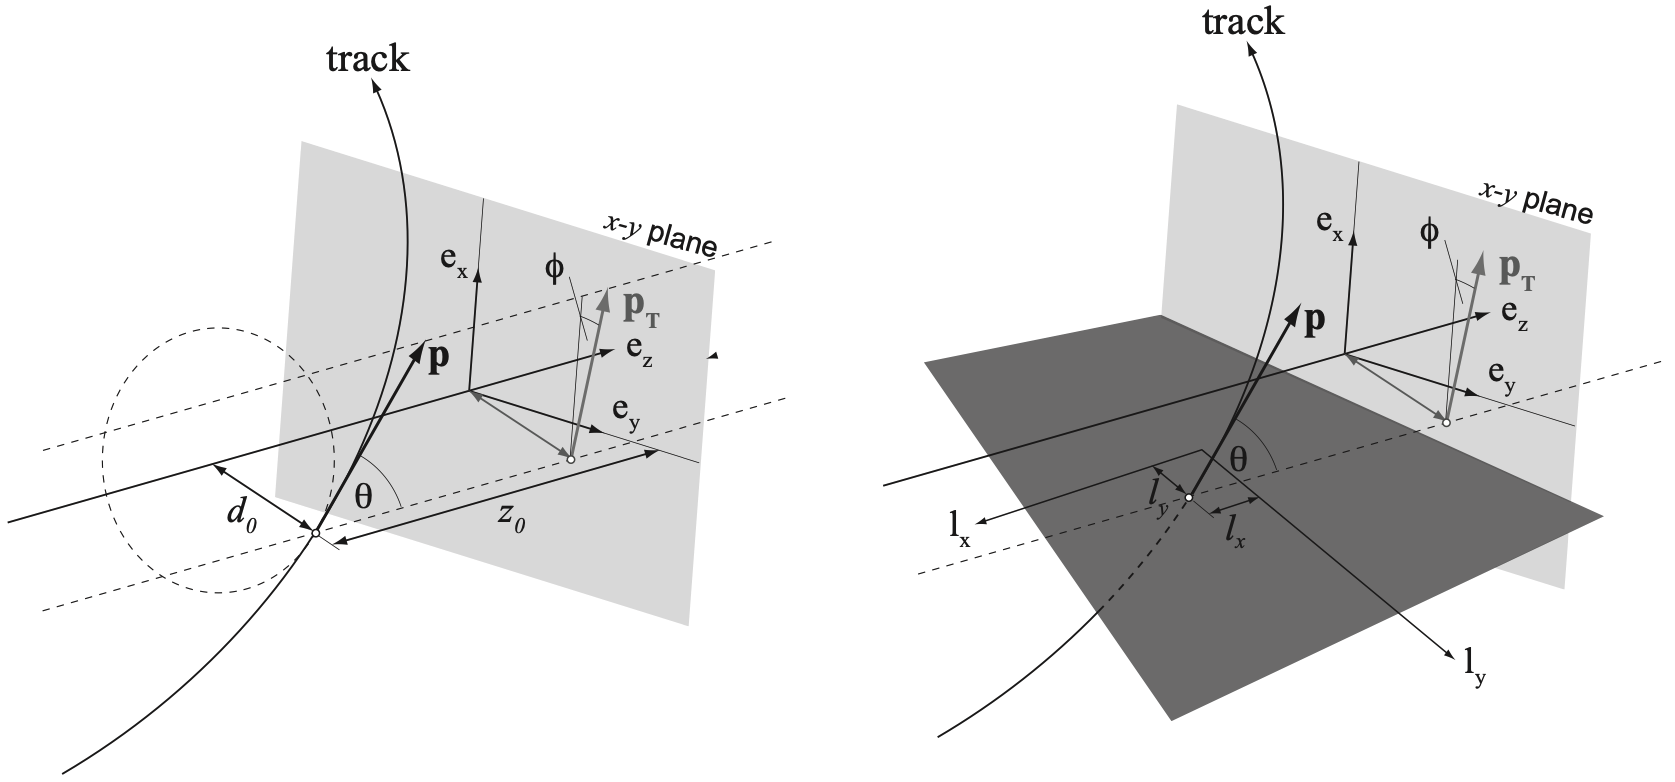 track
x-y plane
ϕ
e_x
p_T
p
e_z
e_y
θ
d_0
z_0
track
x-y plane
ϕ
e_x
p_T
p
e_z
e_y
θ
l_y
l_x
l_x
l_y